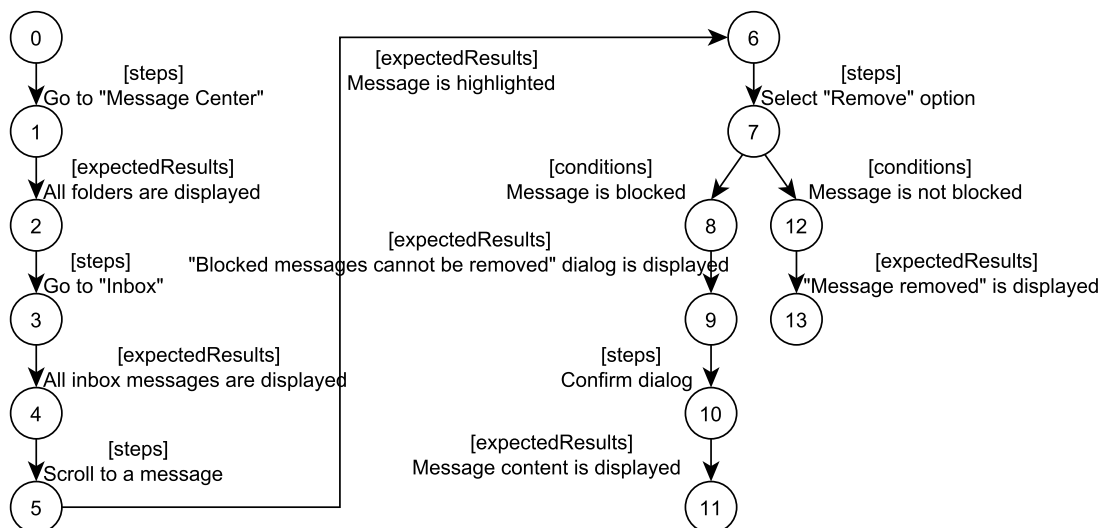 0
[steps]
Go to "Message Center"
1
[expectedResults]
All folders are displayed
2
[steps]
Go to "Inbox"
3
[expectedResults]
All inbox messages are displayed
4
[steps]
Scroll to a message
5
[expectedResults]
Message is highlighted
6
[steps]
Select "Remove" option
7
[conditions]
Message is blocked
8
[expectedResults]
"Blocked messages cannot be removed" dialog is displayed
9
[steps]
Confirm dialog
10
[expectedResults]
Message content is displayed
11
[conditions]
Message is not blocked
12
[expectedResults]
"Message removed" is displayed
13